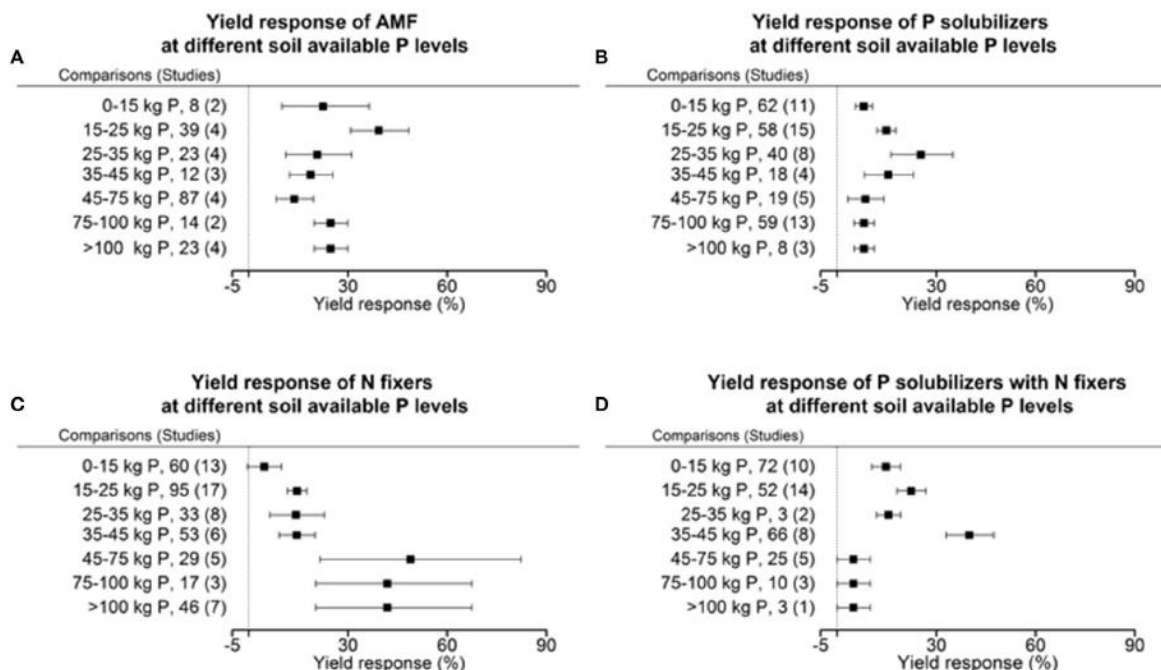 A
Yield response of AMF
at different soil available P levels
Comparisons (Studies)
0-15 kg P, 8 (2)
15-25 kg P, 39 (4)
25-35 kg P, 23 (4)
35-45 kg P, 12 (3)
45-75 kg P, 87 (4)
75-100 kg P, 14 (2)
>100 kg P, 23 (4)
-5 30 60 90
Yield response (%)
B
Yield response of P solubilizers
at different soil available P levels
Comparisons (Studies)
0-15 kg P, 62 (11)
15-25 kg P, 58 (15)
25-35 kg P, 40 (8)
35-45 kg P, 18 (4)
45-75 kg P, 19 (5)
75-100 kg P, 59 (13)
>100 kg P, 8 (3)
-5 30 60 90
Yield response (%)
C
Yield response of N fixers
at different soil available P levels
Comparisons (Studies)
0-15 kg P, 60 (13)
15-25 kg P, 95 (17)
25-35 kg P, 33 (8)
35-45 kg P, 53 (6)
45-75 kg P, 29 (5)
75-100 kg P, 17 (3)
>100 kg P, 46 (7)
-5 30 60 90
Yield response (%)
D
Yield response of P solubilizers with N fixers
at different soil available P levels
Comparisons (Studies)
0-15 kg P, 72 (10)
15-25 kg P, 52 (14)
25-35 kg P, 3 (2)
35-45 kg P, 66 (8)
45-75 kg P, 25 (5)
75-100 kg P, 10 (3)
>100 kg P, 3 (1)
-5 30 60 90
Yield response (%)